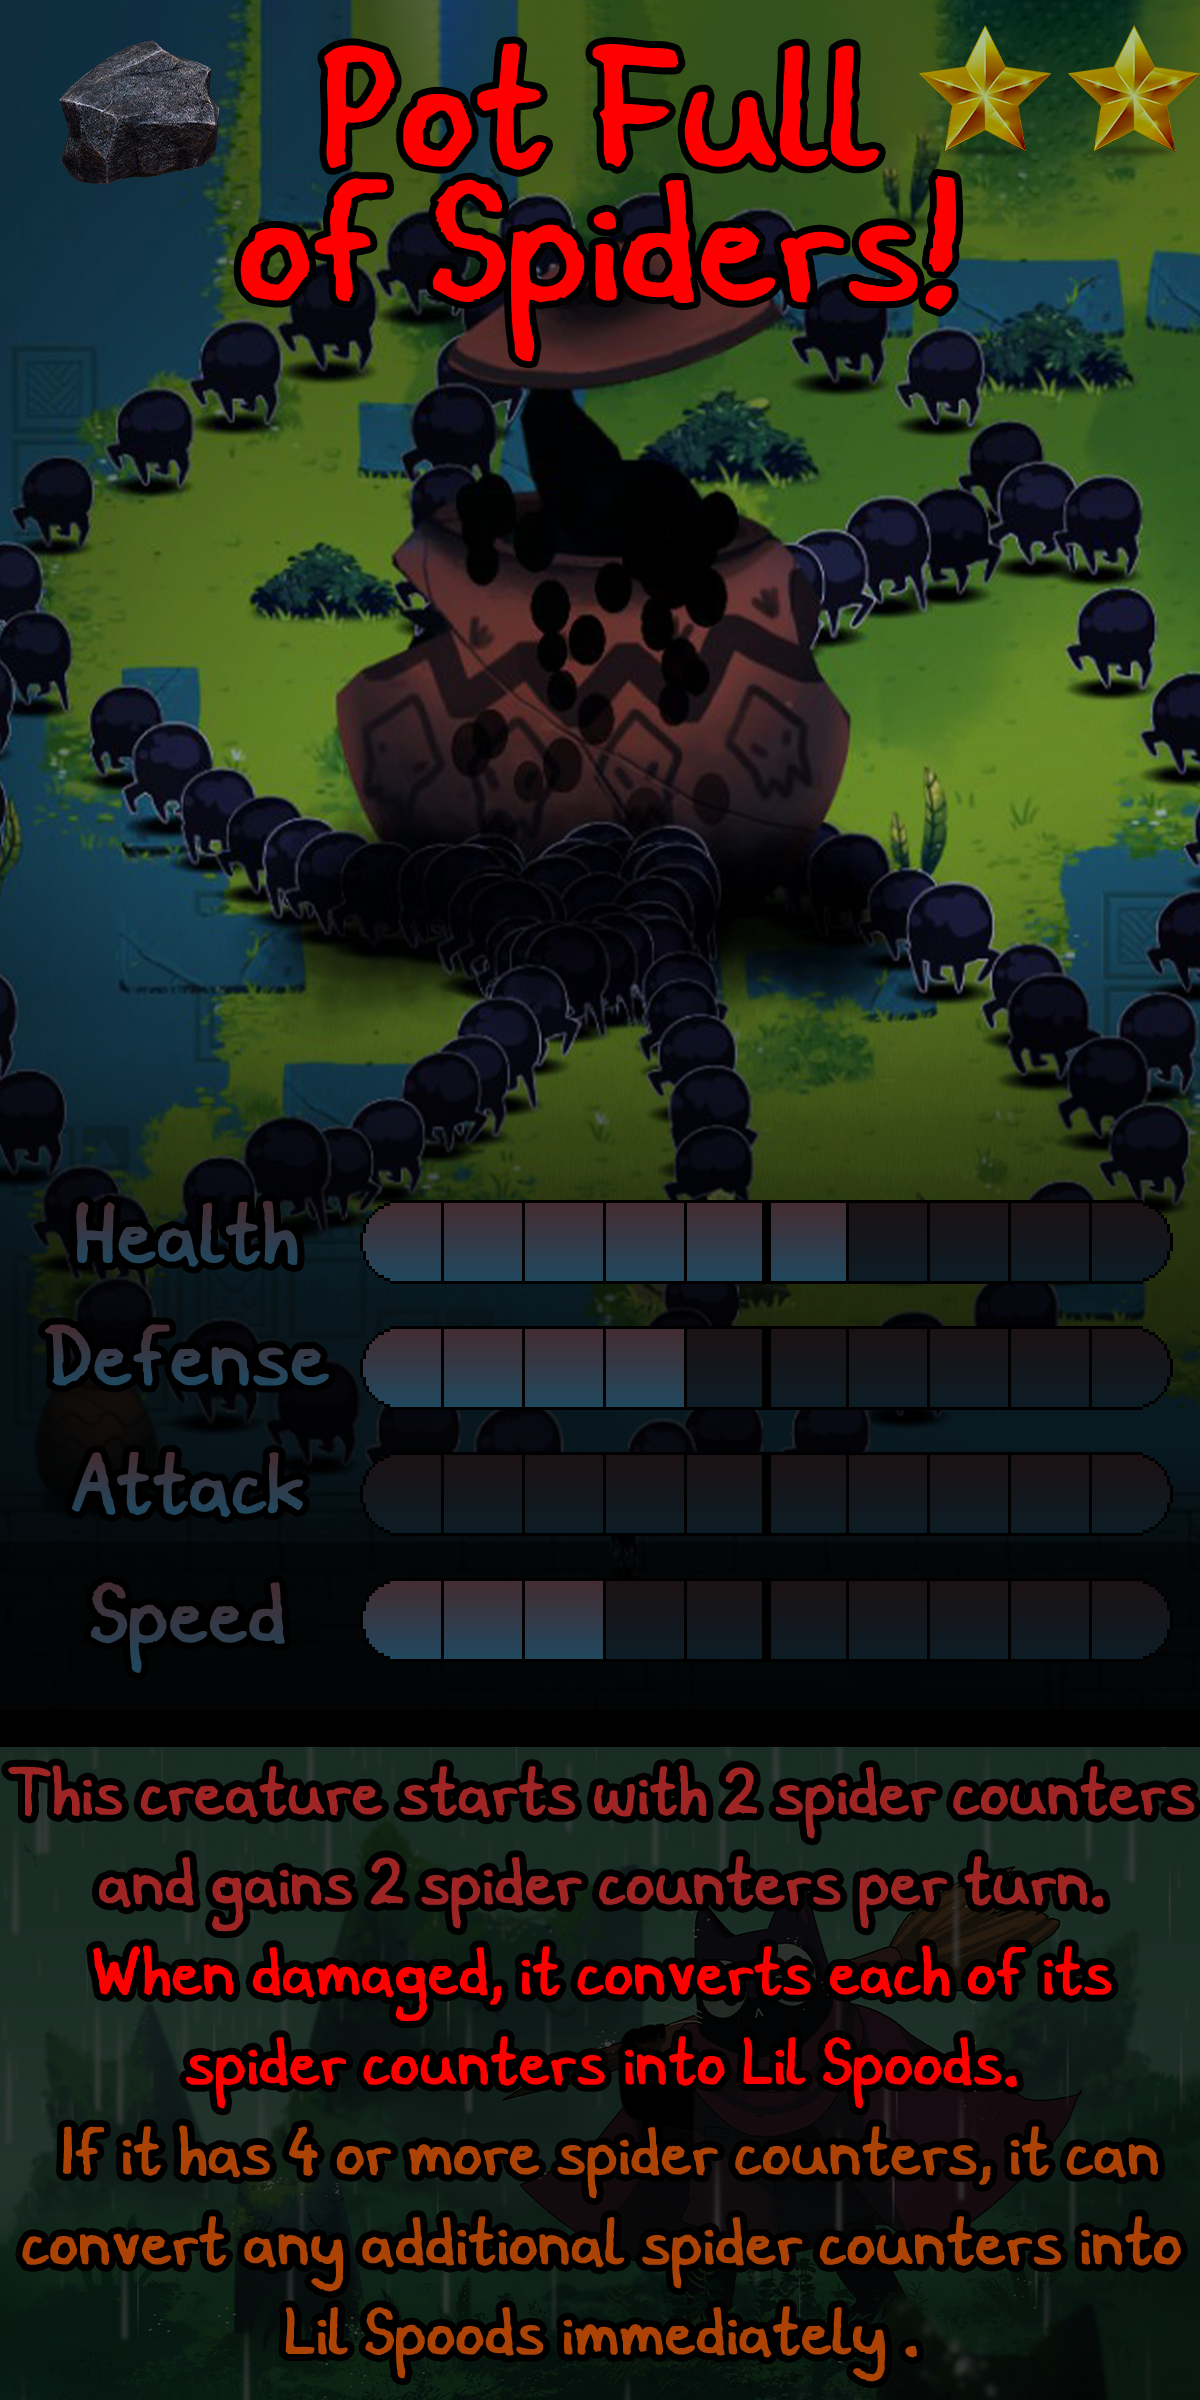 Pot Full
of Spiders!
Health
Defense
Attack
Speed
This creature starts with 2 spider counters
and gains 2 spider counters per turn.
When damaged, it converts each of its
spider counters into Lil Spoods.
If it has 4 or more spider counters, it can
convert any additional spider counters into
Lil Spoods immediately .